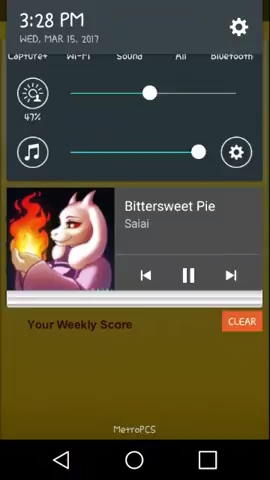 3:28 PM
WED, MAR 15, 2017
Capture+ Wi-Fi Sound All Bluetooth
47%
Bittersweet Pie
Saiai
Your Weekly Score
CLEAR
MetroPCS